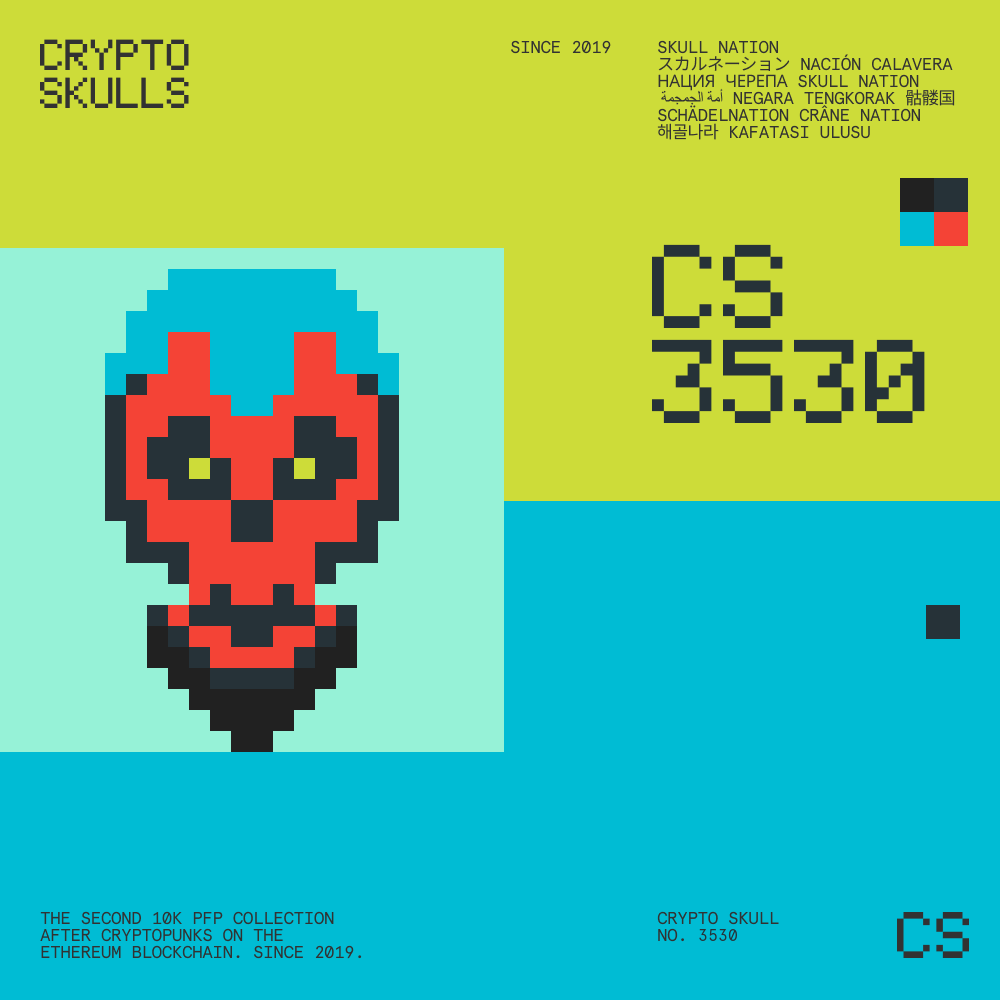 CRYPTO
SKULLS
SINCE 2019
SKULL NATION
スカルネーション NACIÓN CALAVERA
НАЦИЯ ЧЕРЕПА SKULL NATION
أمة الجمجمة NEGARA TENGKORAK 骷髅国
SCHÄDELNATION CRÂNE NATION
해골나라 KAFATASI ULUSU
CS
3530
THE SECOND 10K PFP COLLECTION
AFTER CRYPTOPUNKS ON THE
ETHEREUM BLOCKCHAIN. SINCE 2019.
CRYPTO SKULL
NO. 3530
CS